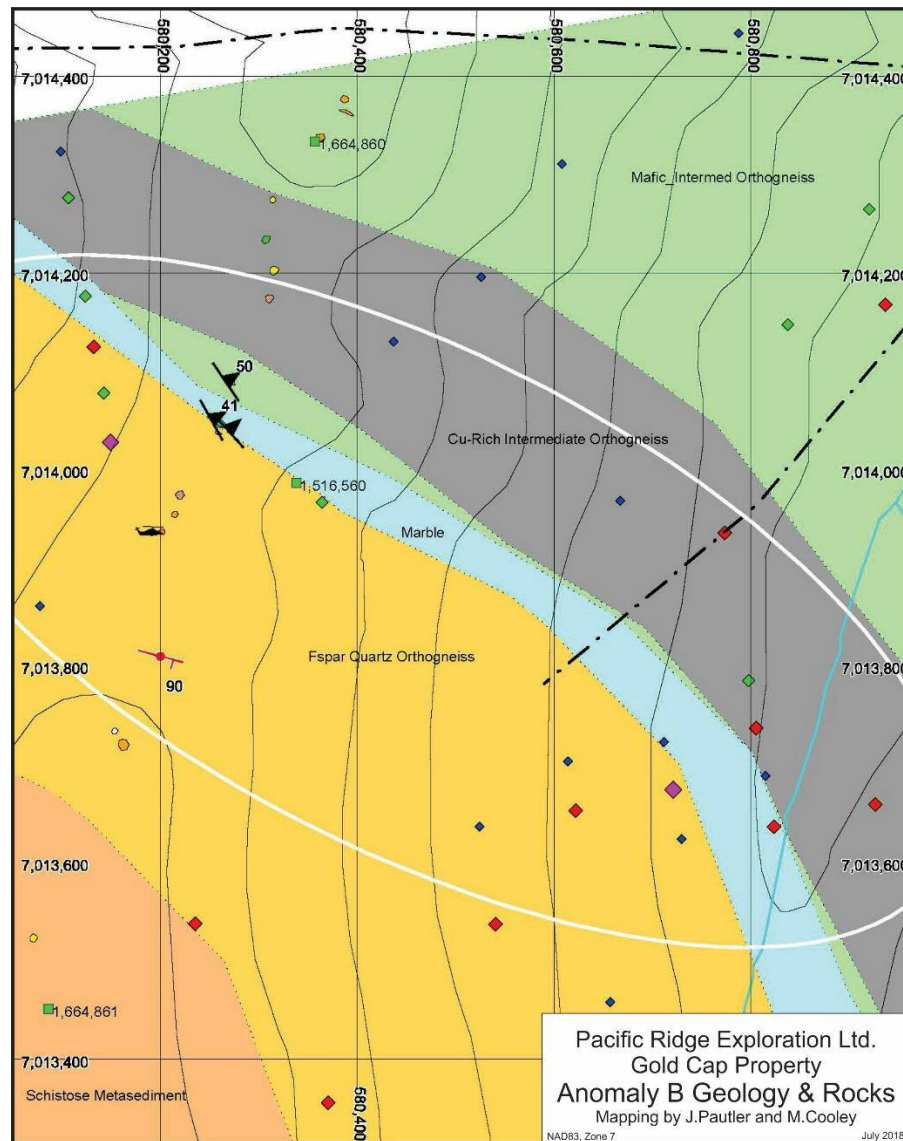 580,200
580,400
580,600
580,800
7,014,400
7,014,400
1,664,860
Mafic_Intermed Orthogneiss
7,014,200
7,014,200
50
41
Cu-Rich Intermediate Orthogneiss
7,014,000
7,014,000
1,516,560
Marble
7,013,800
7,013,800
Fspar Quartz Orthogneiss
90
7,013,600
7,013,600
1,664,861
7,013,400
Schistose Metasediment
580,400
Pacific Ridge Exploration Ltd.
Gold Cap Property
Anomaly B Geology & Rocks
Mapping by J.Pautler and M.Cooley
NAD83, Zone 7
July 2018